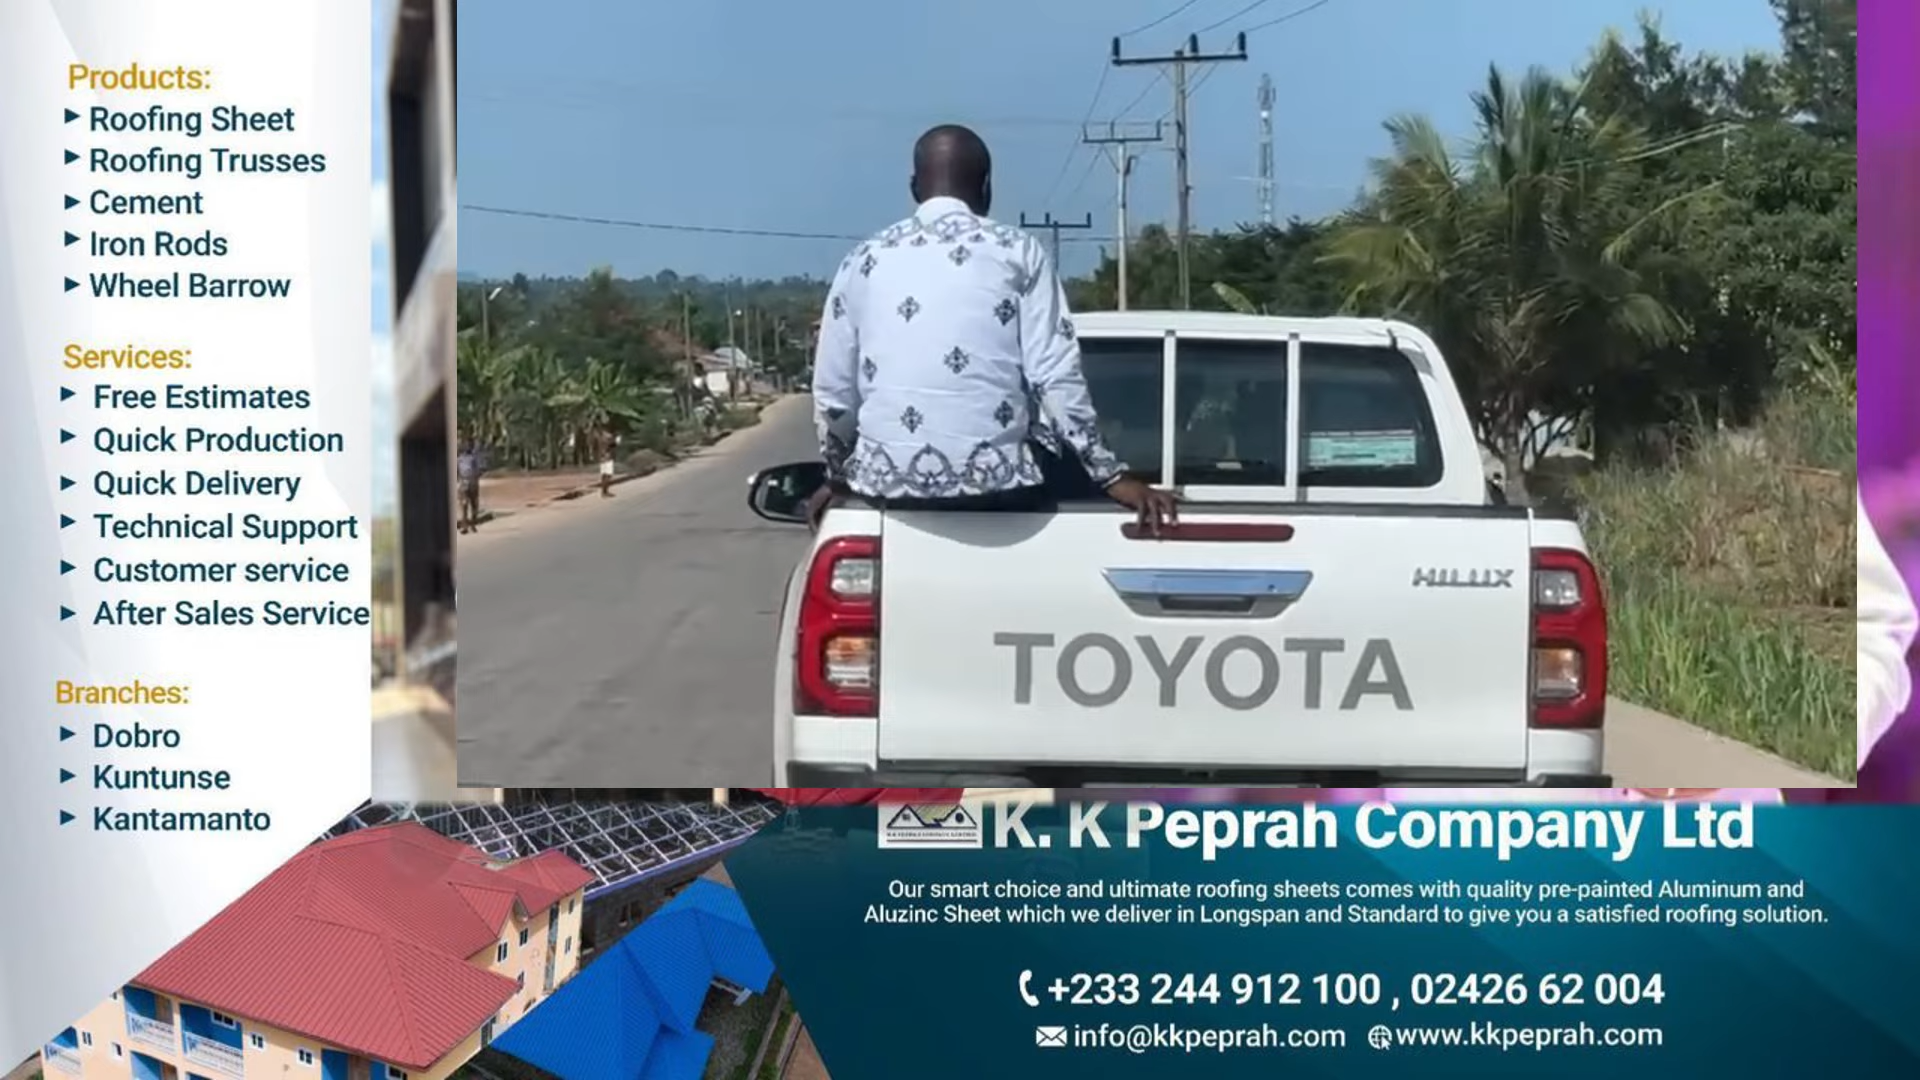 Products:
Roofing Sheet
Roofing Trusses
Cement
Iron Rods
Wheel Barrow
Services:
Free Estimates
Quick Production
Quick Delivery
Technical Support
Customer service
After Sales Service
Branches:
Dobro
Kuntunse
Kantamanto
HILUX
TOYOTA
K. K Peprah Company Ltd
Our smart choice and ultimate roofing sheets comes with quality pre-painted Aluminum and
Aluzinc Sheet which we deliver in Longspan and Standard to give you a satisfied roofing solution.
+233 244 912 100 , 02426 62 004
info@kkpeprah.com www.kkpeprah.com